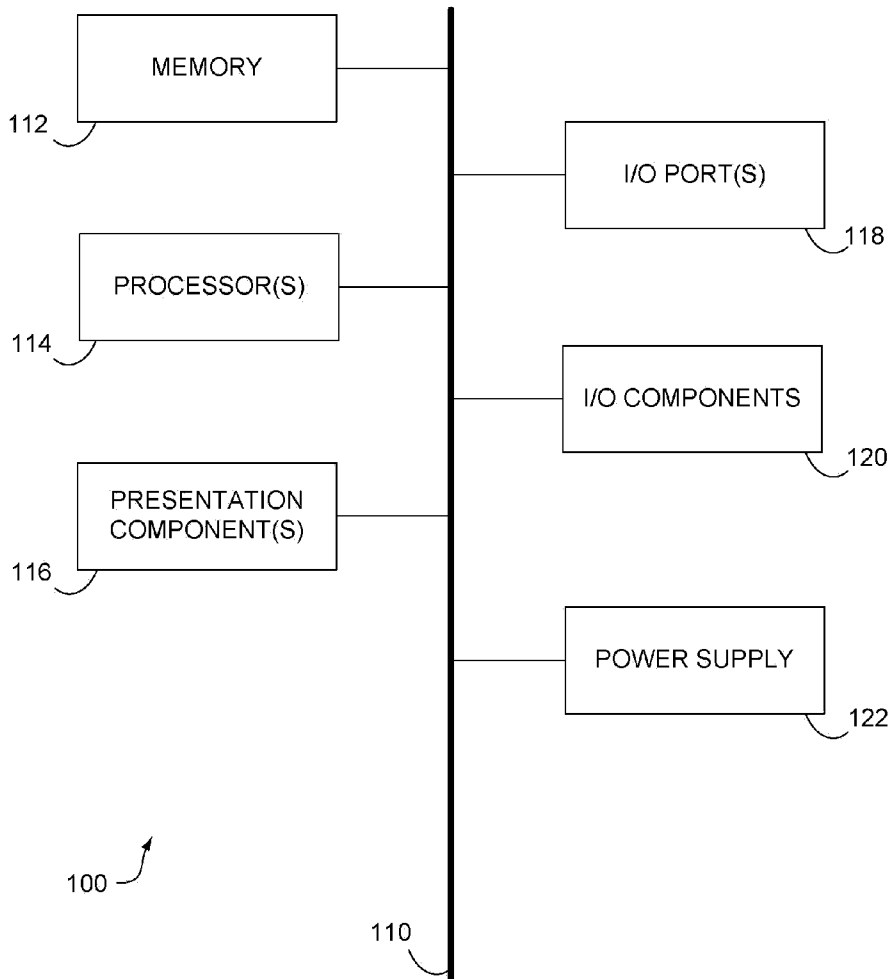 MEMORY
112
I/O PORT(S)
118
PROCESSOR(S)
114
I/O COMPONENTS
120
PRESENTATION
COMPONENT(S)
116
POWER SUPPLY
122
100
110